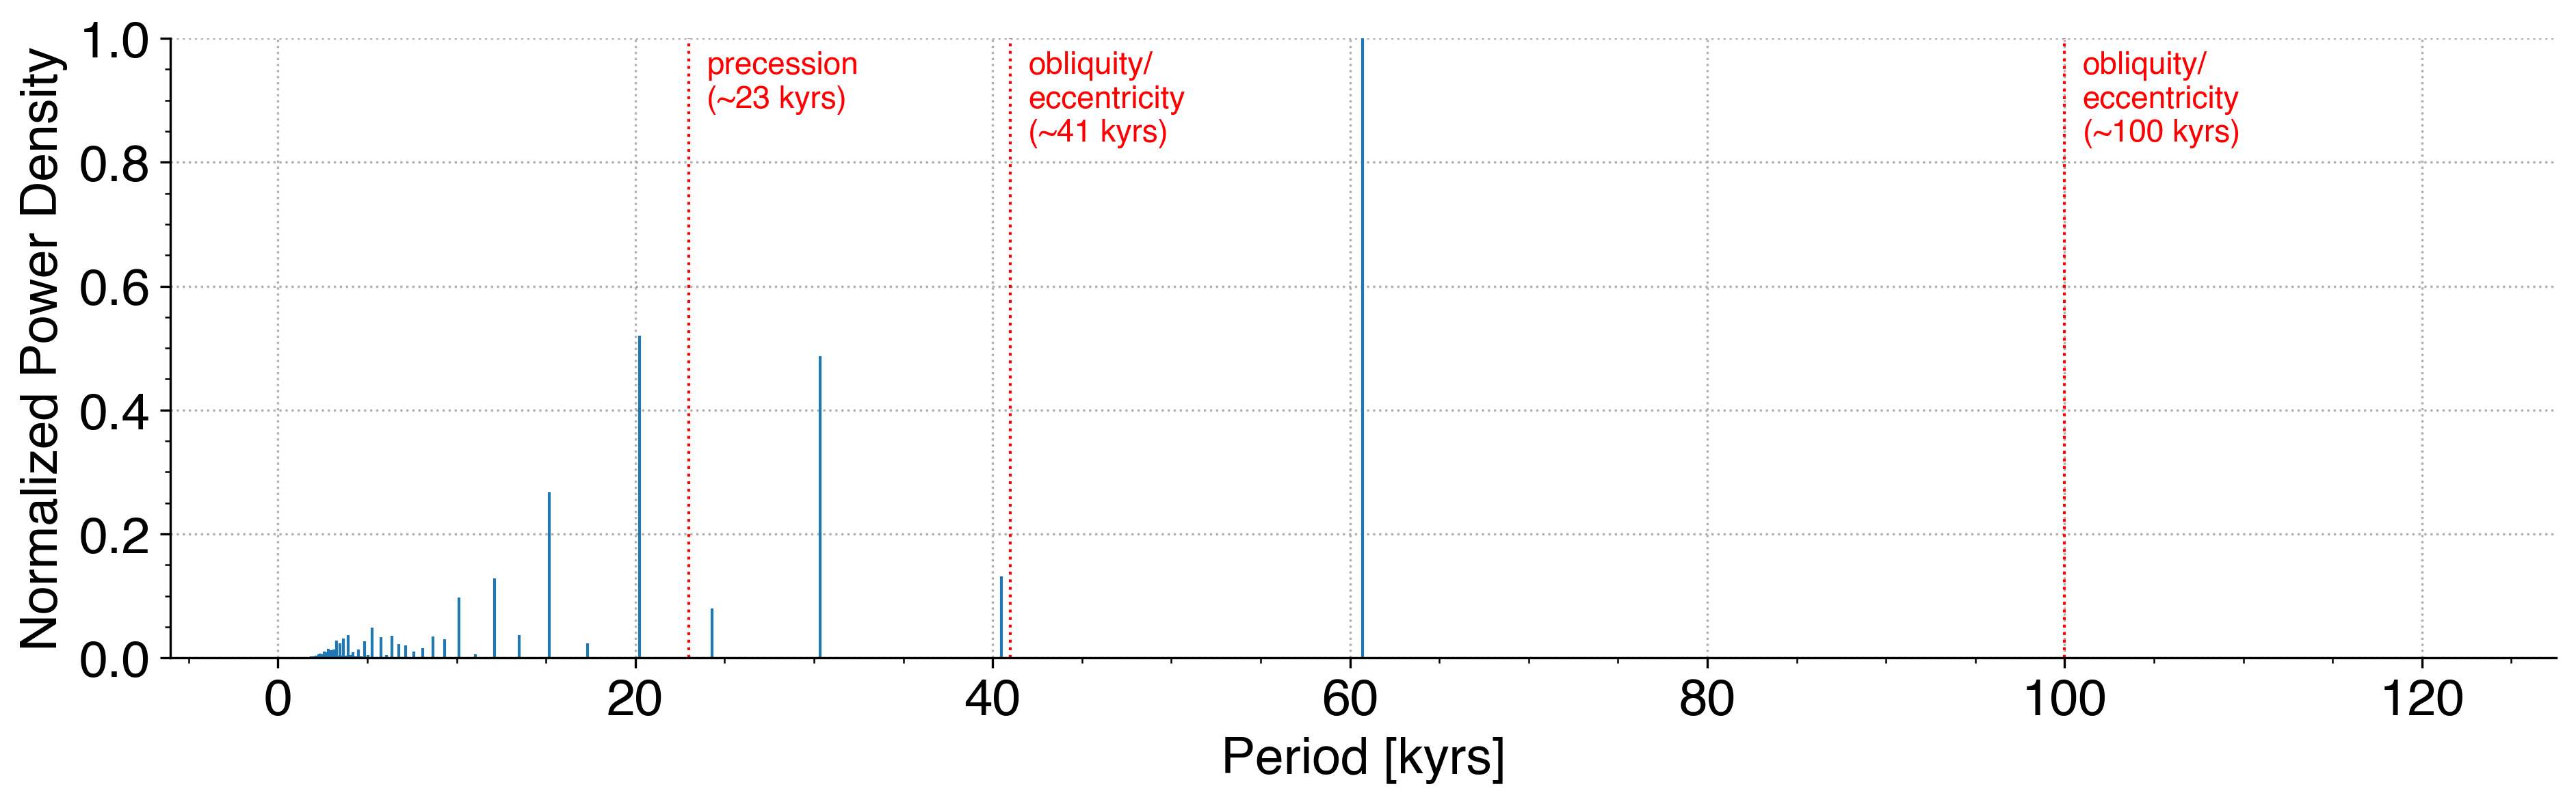 Normalized Power Density
1.0
0.8
0.6
0.4
0.2
0.0
precession
(~23 kyrs)
obliquity/
eccentricity
(~41 kyrs)
obliquity/
eccentricity
(~100 kyrs)
0
20
40
60
80
100
120
Period [kyrs]